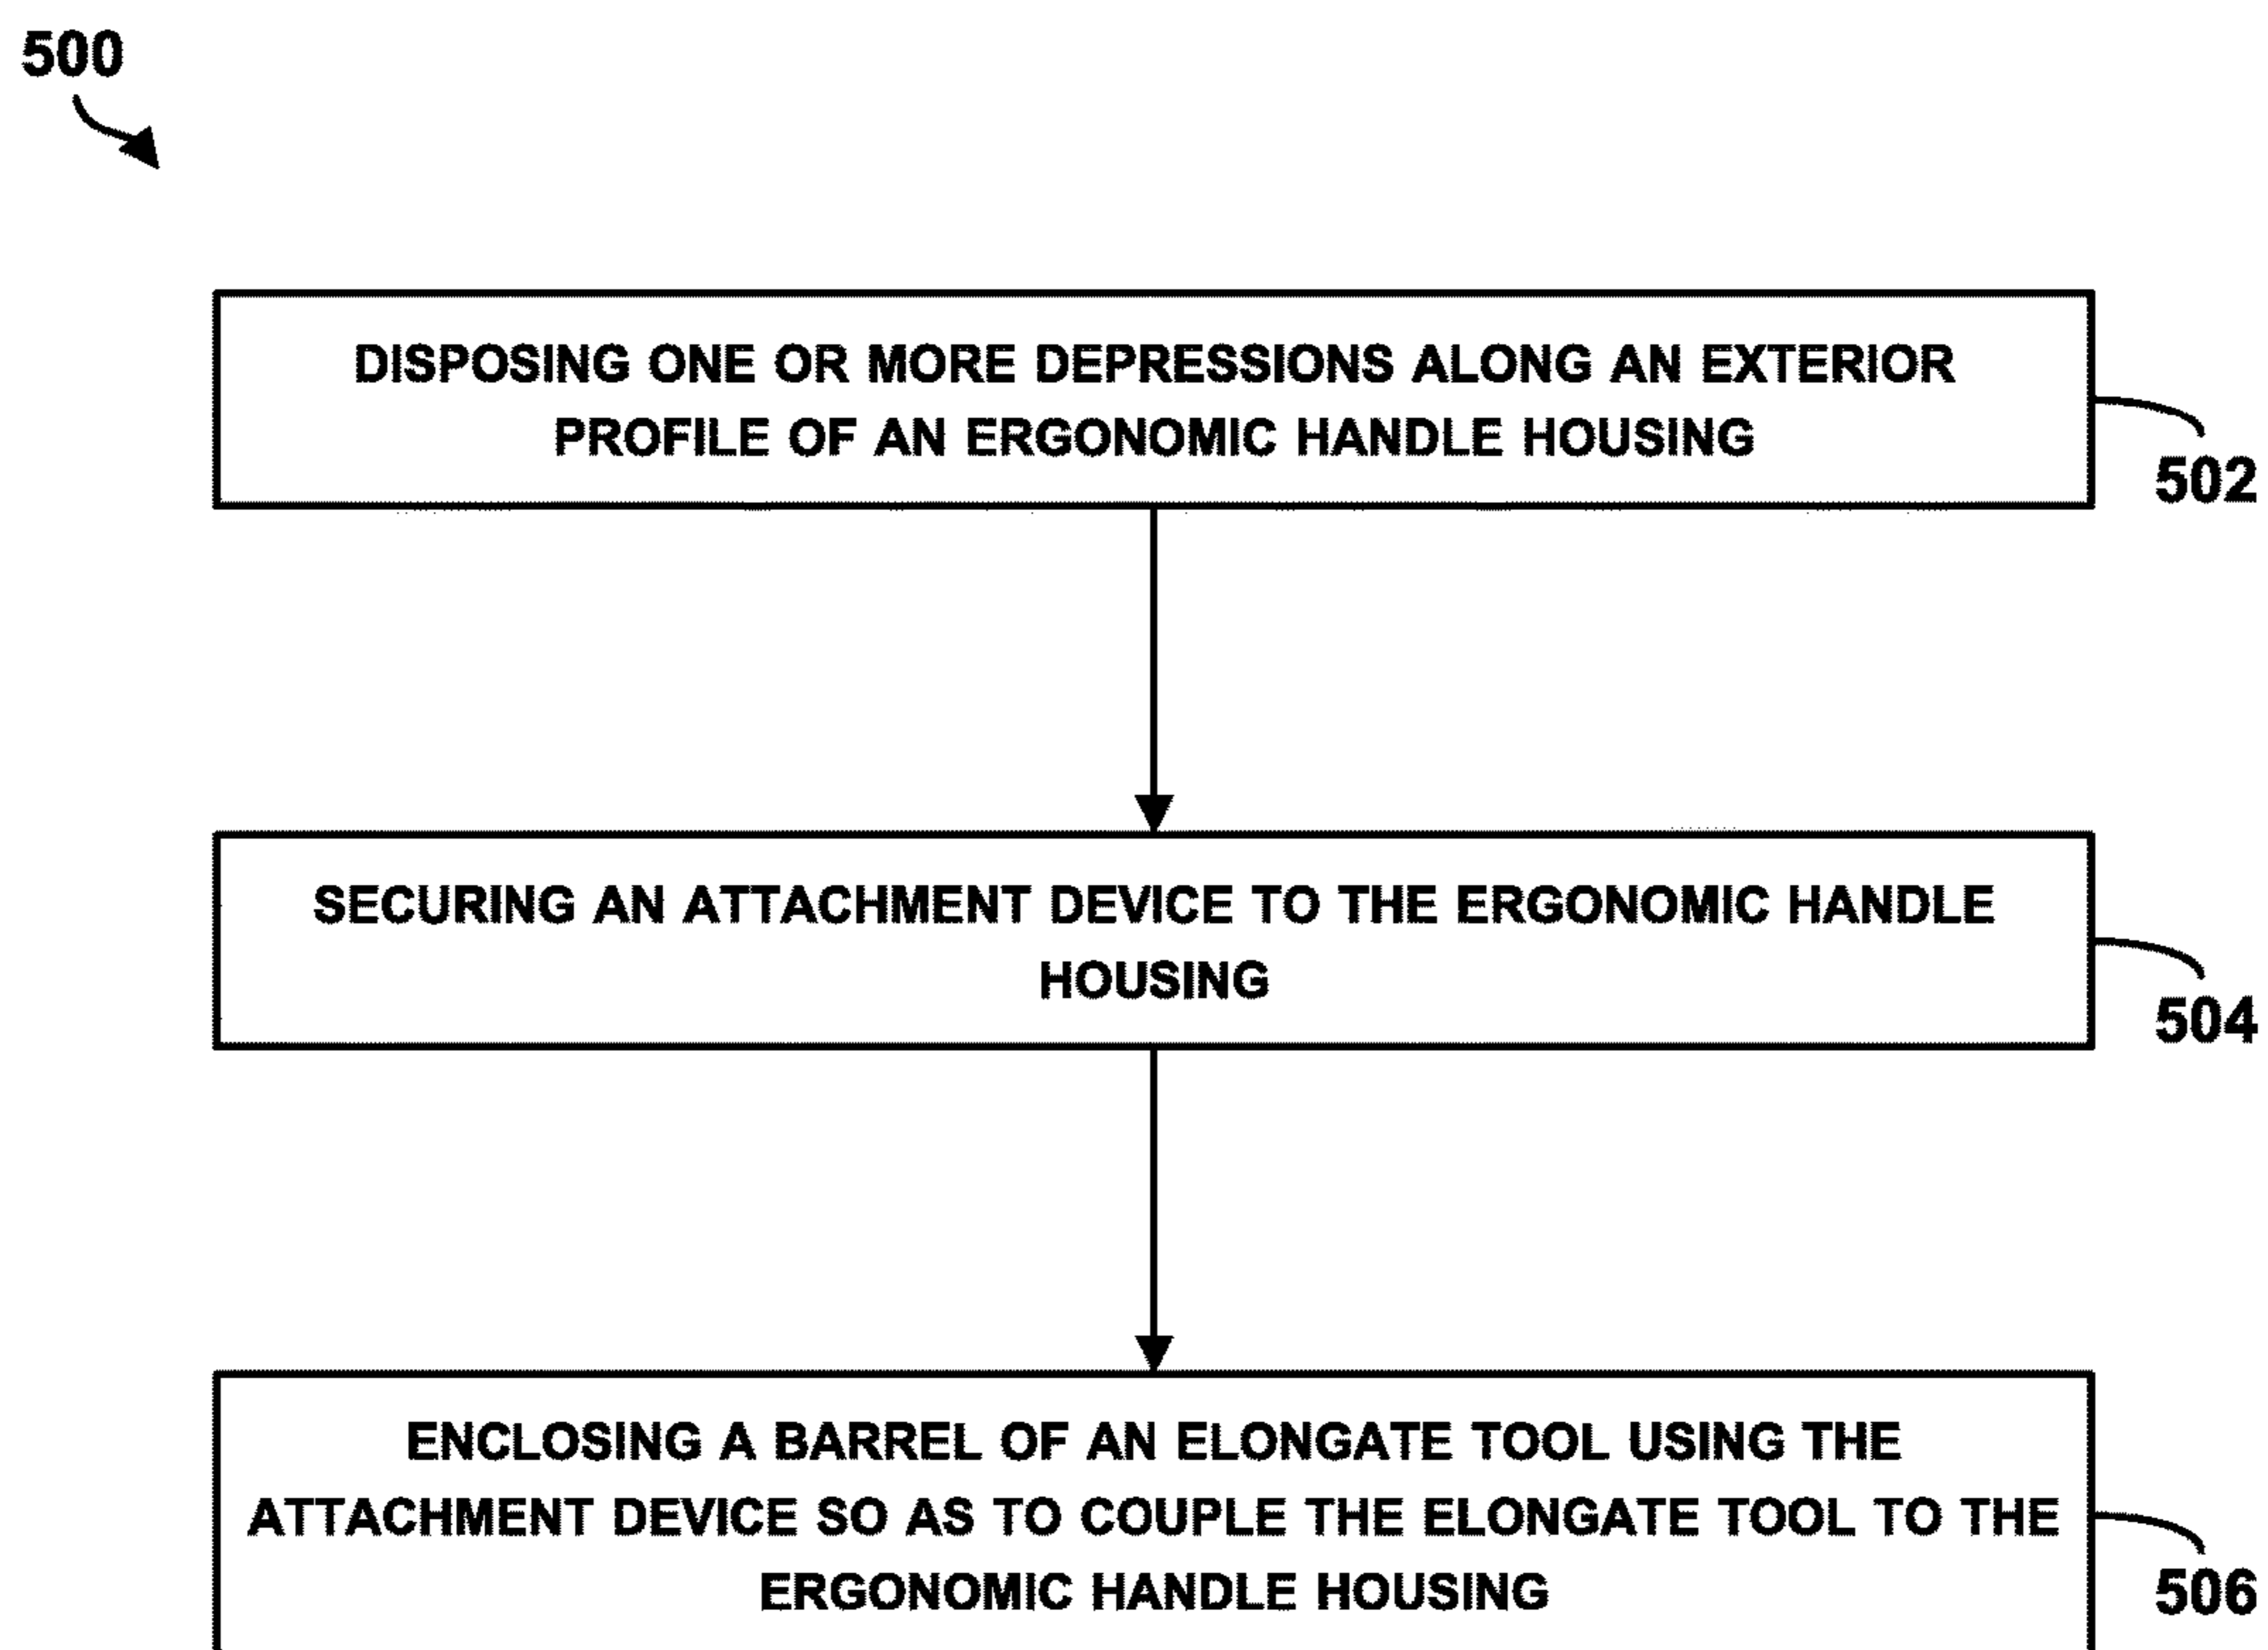 500
DISPOSING ONE OR MORE DEPRESSIONS ALONG AN EXTERIOR
PROFILE OF AN ERGONOMIC HANDLE HOUSING
502
SECURING AN ATTACHMENT DEVICE TO THE ERGONOMIC HANDLE
HOUSING
504
ENCLOSING A BARREL OF AN ELONGATE TOOL USING THE
ATTACHMENT DEVICE SO AS TO COUPLE THE ELONGATE TOOL TO THE
ERGONOMIC HANDLE HOUSING
506